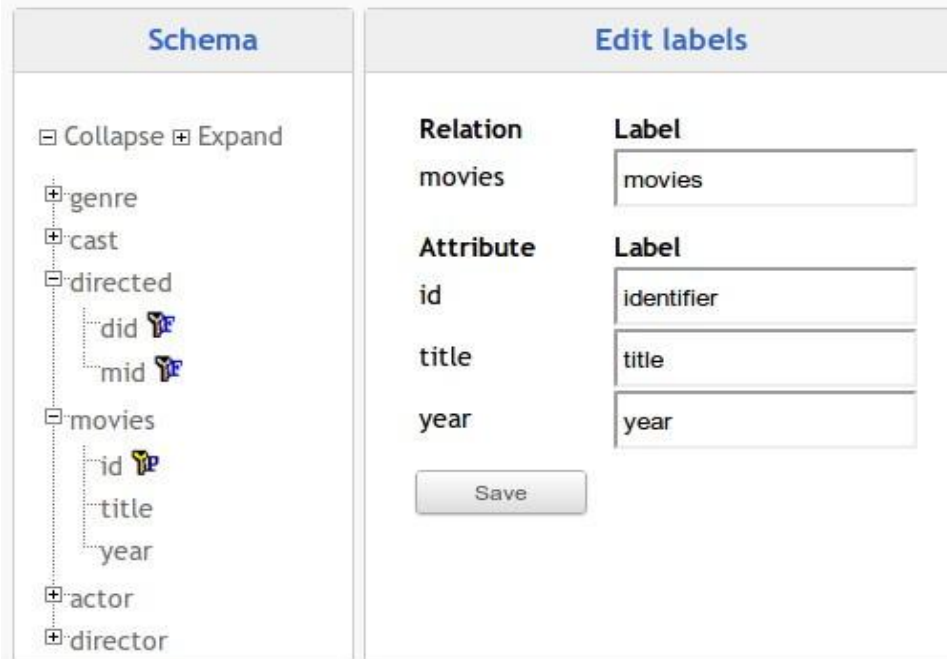 Schema
Collapse Expand
genre
cast
directed
did F
mid F
movies
id P
title
year
actor
director
Edit labels
Relation Label
movies movies
Attribute Label
id identifier
title title
year year
Save